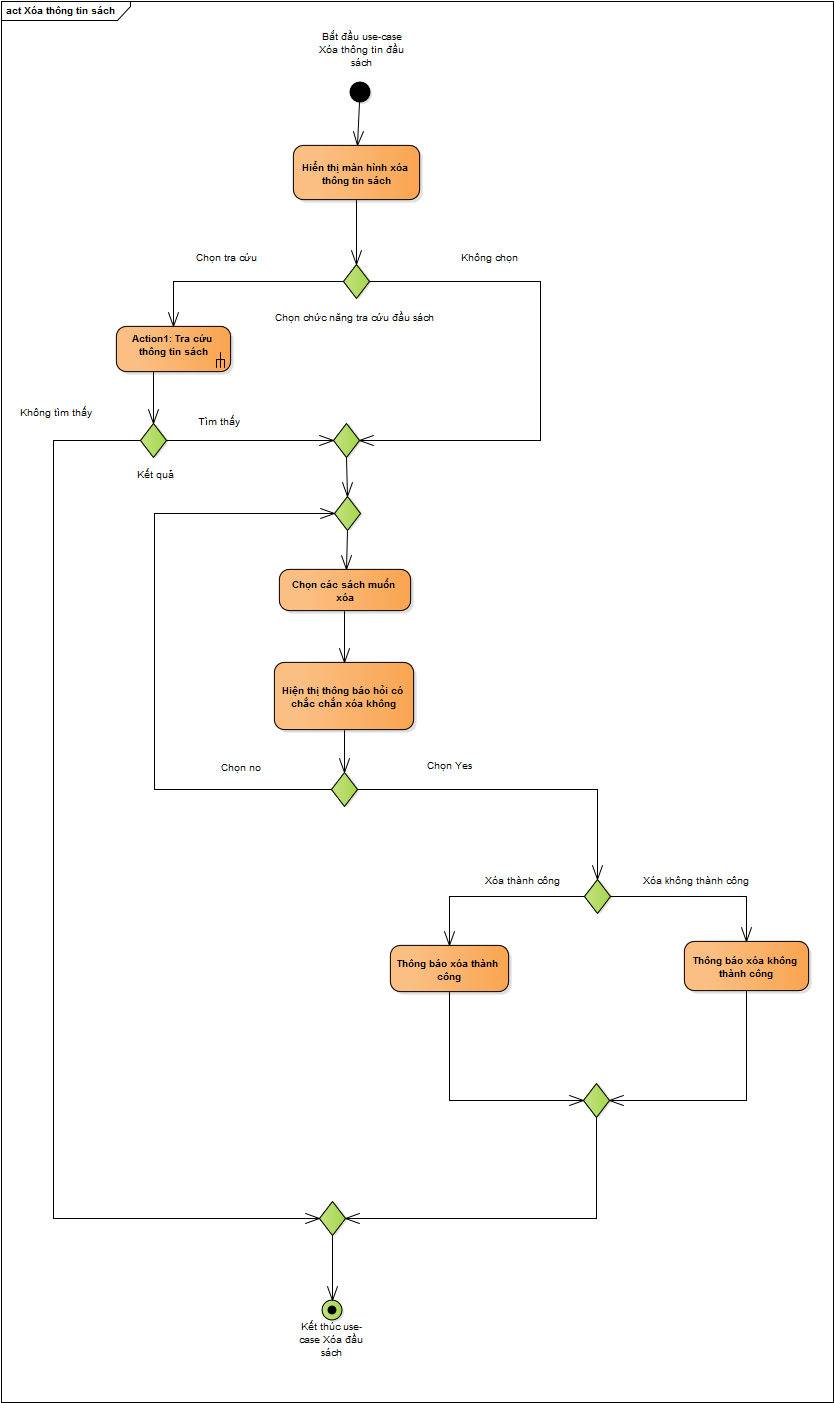 act Xóa thông tin sách
Bắt đầu use-case
Xóa thông tin đầu
sách
Hiển thị màn hình xóa
thông tin sách
Chọn tra cứu
Không chọn
Chọn chức năng tra cứu đầu sách
Action1: Tra cứu
thông tin sách
Không tìm thấy
Tìm thấy
Kết quả
Chọn các sách muốn
xóa
Hiện thị thông báo hỏi có
chắc chắn xóa không
Chọn no
Chọn Yes
Xóa thành công
Xóa không thành công
Thông báo xóa thành
công
Thông báo xóa không
thành công
Kết thúc use-
case Xóa đầu
sách